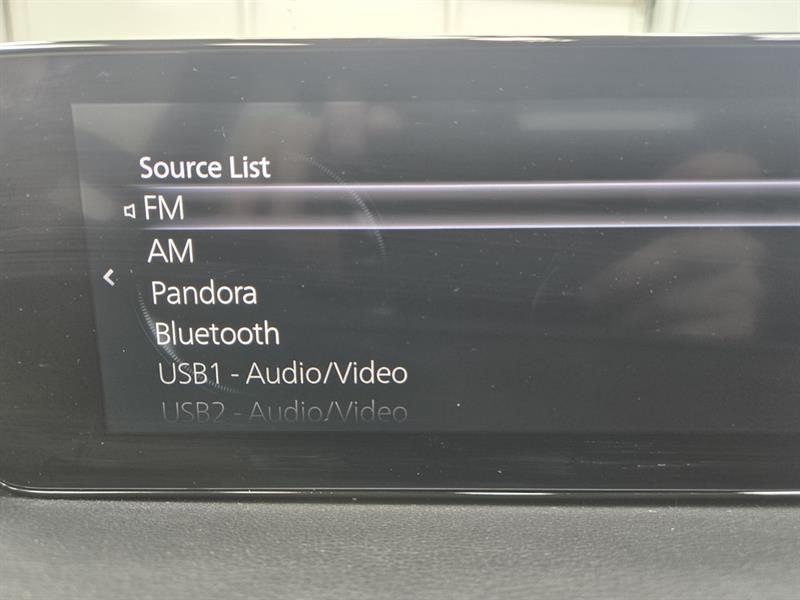 Source List
FM
AM
Pandora
Bluetooth
USB1 - Audio/Video
USB2 - Audio/Video